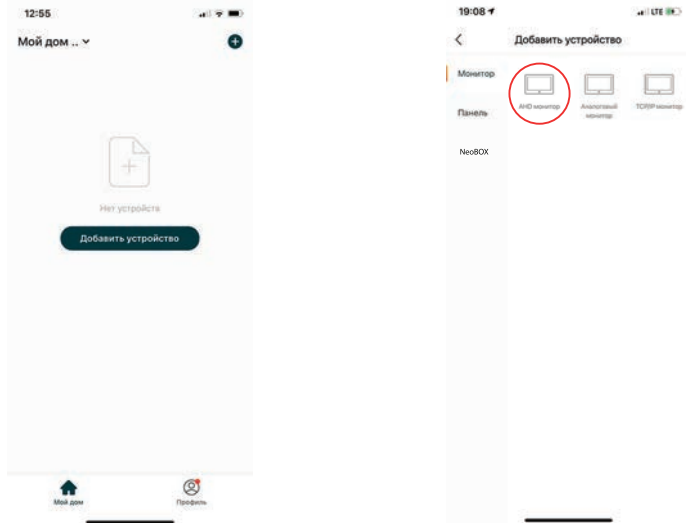 12:55
Мой дом ..
Нет устройств
Добавить устройство
Мой дом
Профиль
19:08
LTE
Добавить устройство
Монитор
Панель
NeoBOX
AHD монитор
Аналоговый
монитор
TCP/IP монитор